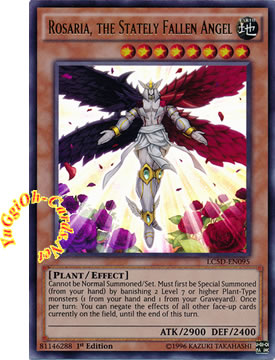 ROSARIA, THE STATELY FALLEN ANGEL
EARTH
地
YuGiOh-Cards.Net
LC5D-EN095
[PLANT / EFFECT]
Cannot be Normal Summoned/Set. Must first be Special Summoned
(from your hand) by banishing 2 Level 7 or higher Plant-Type
monsters (1 from your hand and 1 from your Graveyard). Once
per turn: You can negate the effects of all other face-up cards
currently on the field, until the end of this turn.
ATK/2900 DEF/2400
81146288 1st Edition ©1996 KAZUKI TAKAHASHI